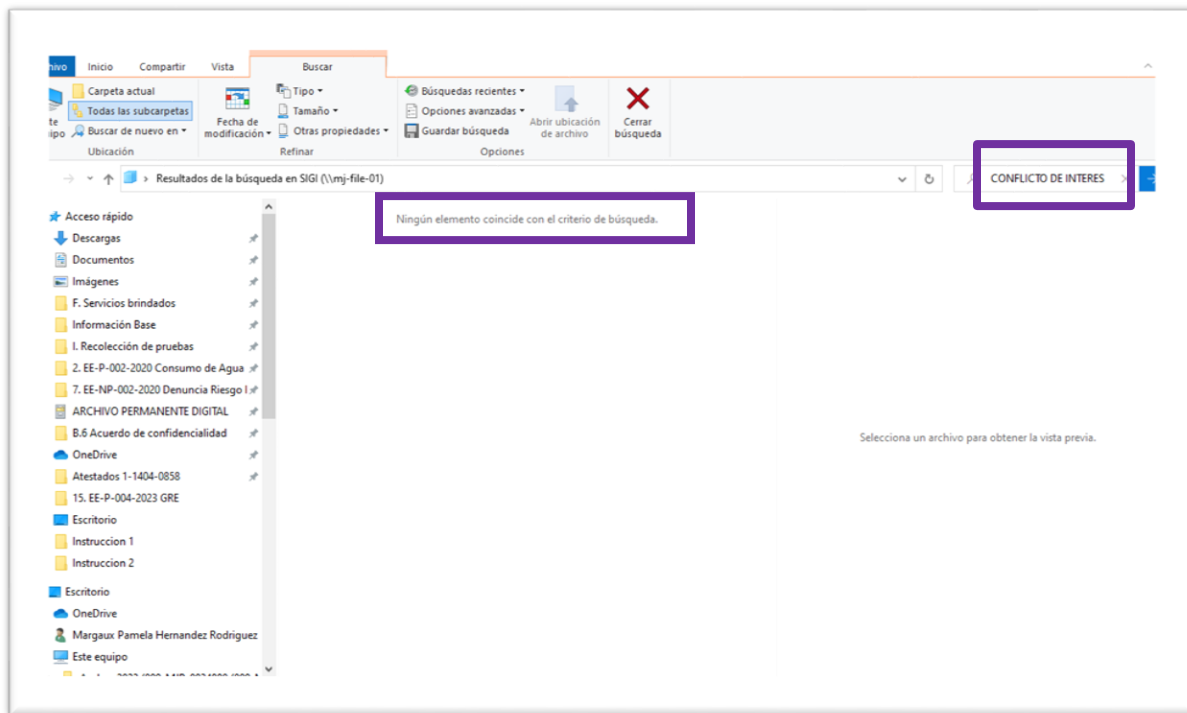 hivo Inicio Compartir Vista Buscar
Carpeta actual
Todas las subcarpetas
Buscar de nuevo en
te
ipo
Ubicación
Fecha de
modificación
Tipo
Tamaño
Otras propiedades
Refinar
Búsquedas recientes
Opciones avanzadas
Guardar búsqueda
Abrir ubicación
de archivo
Opciones
Cerrar
búsqueda
Resultados de la búsqueda en SIGI (\\mj-file-01)
CONFLICTO DE INTERES
Ningún elemento coincide con el criterio de búsqueda.
Selecciona un archivo para obtener la vista previa.
Acceso rápido
Descargas
Documentos
Imágenes
F. Servicios brindados
Información Base
I. Recolección de pruebas
2. EE-P-002-2020 Consumo de Agua
7. EE-NP-002-2020 Denuncia Riesgo I
ARCHIVO PERMANENTE DIGITAL
B.6 Acuerdo de confidencialidad
OneDrive
Atestados 1-1404-0858
15. EE-P-004-2023 GRE
Escritorio
Instruccion 1
Instruccion 2
Escritorio
OneDrive
Margaux Pamela Hernandez Rodriguez
Este equipo